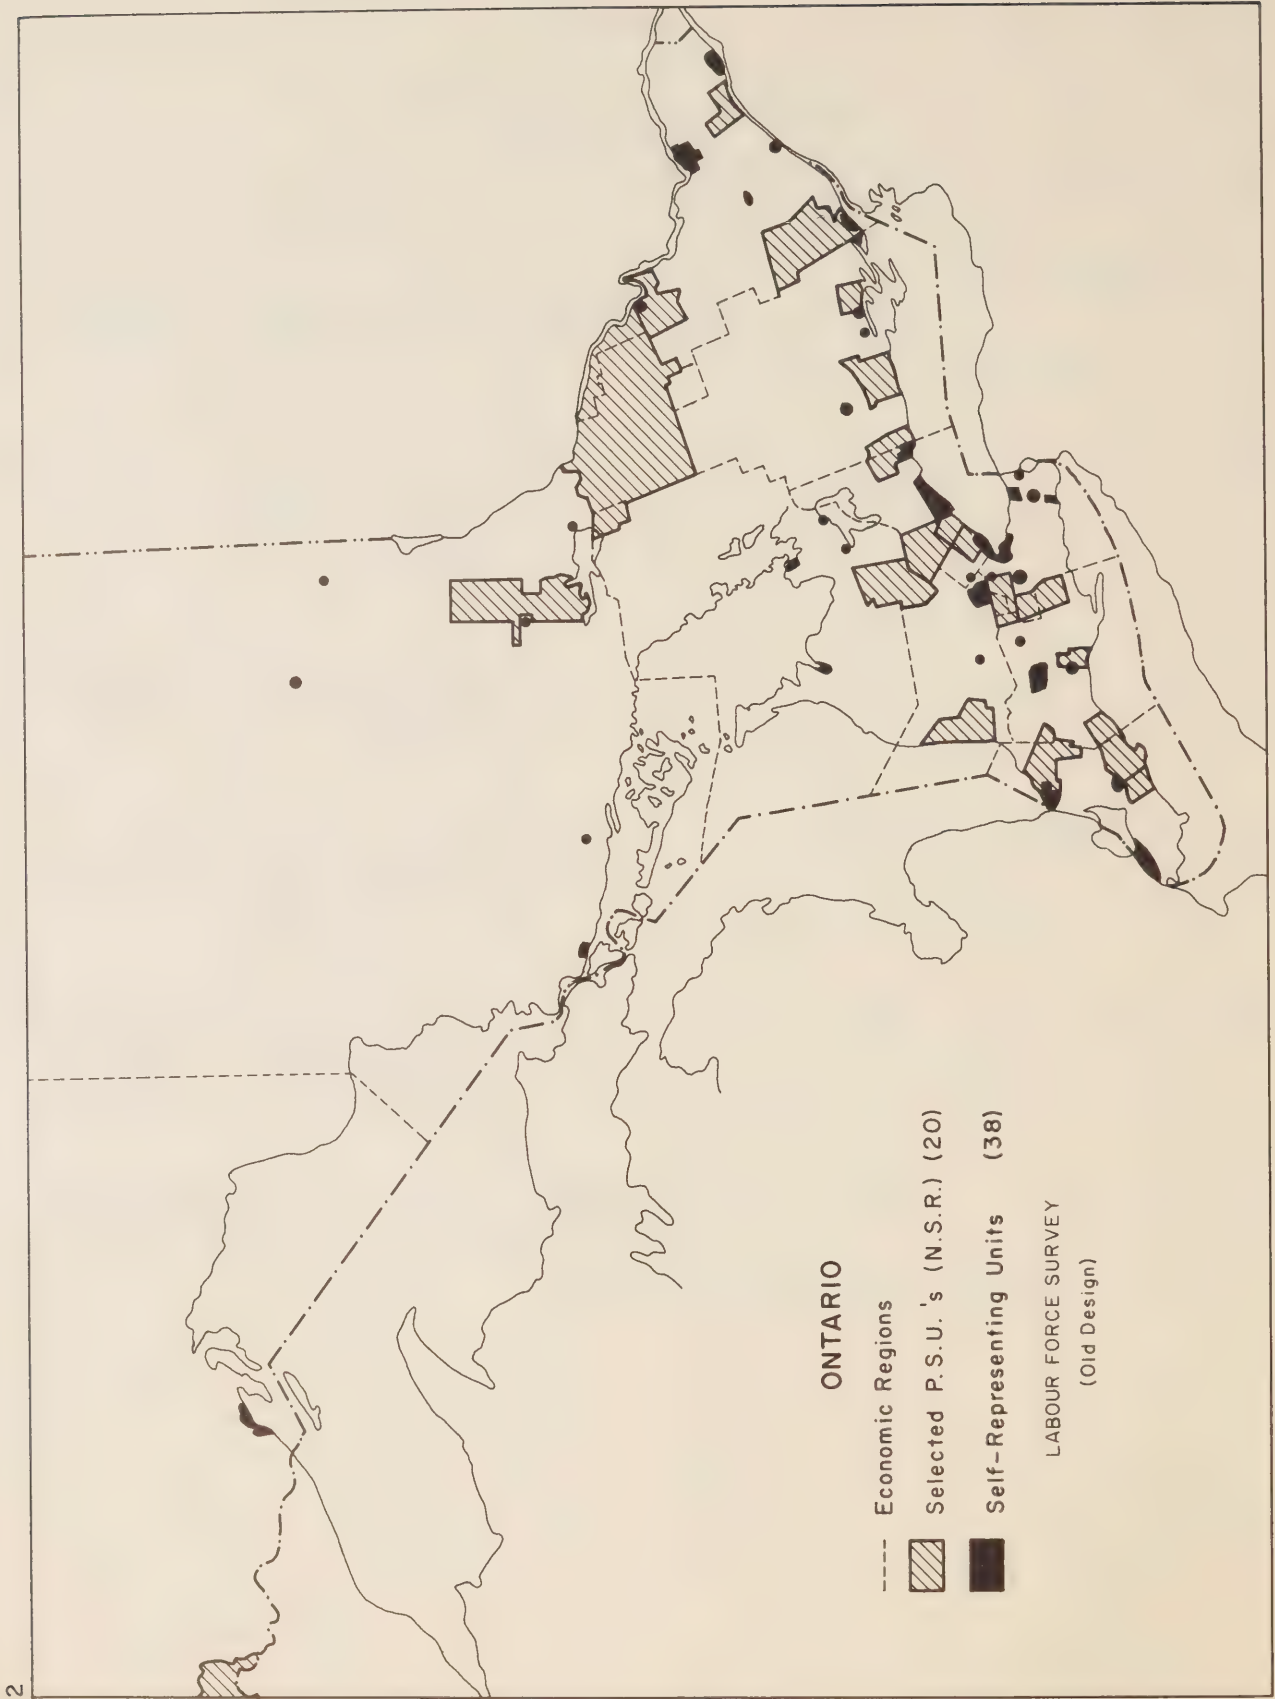 2
ONTARIO
Economic Regions
Selected P.S.U.'s (N.S.R.) (20)
Self-Representing Units (38)
LABOUR FORCE SURVEY
(Old Design)